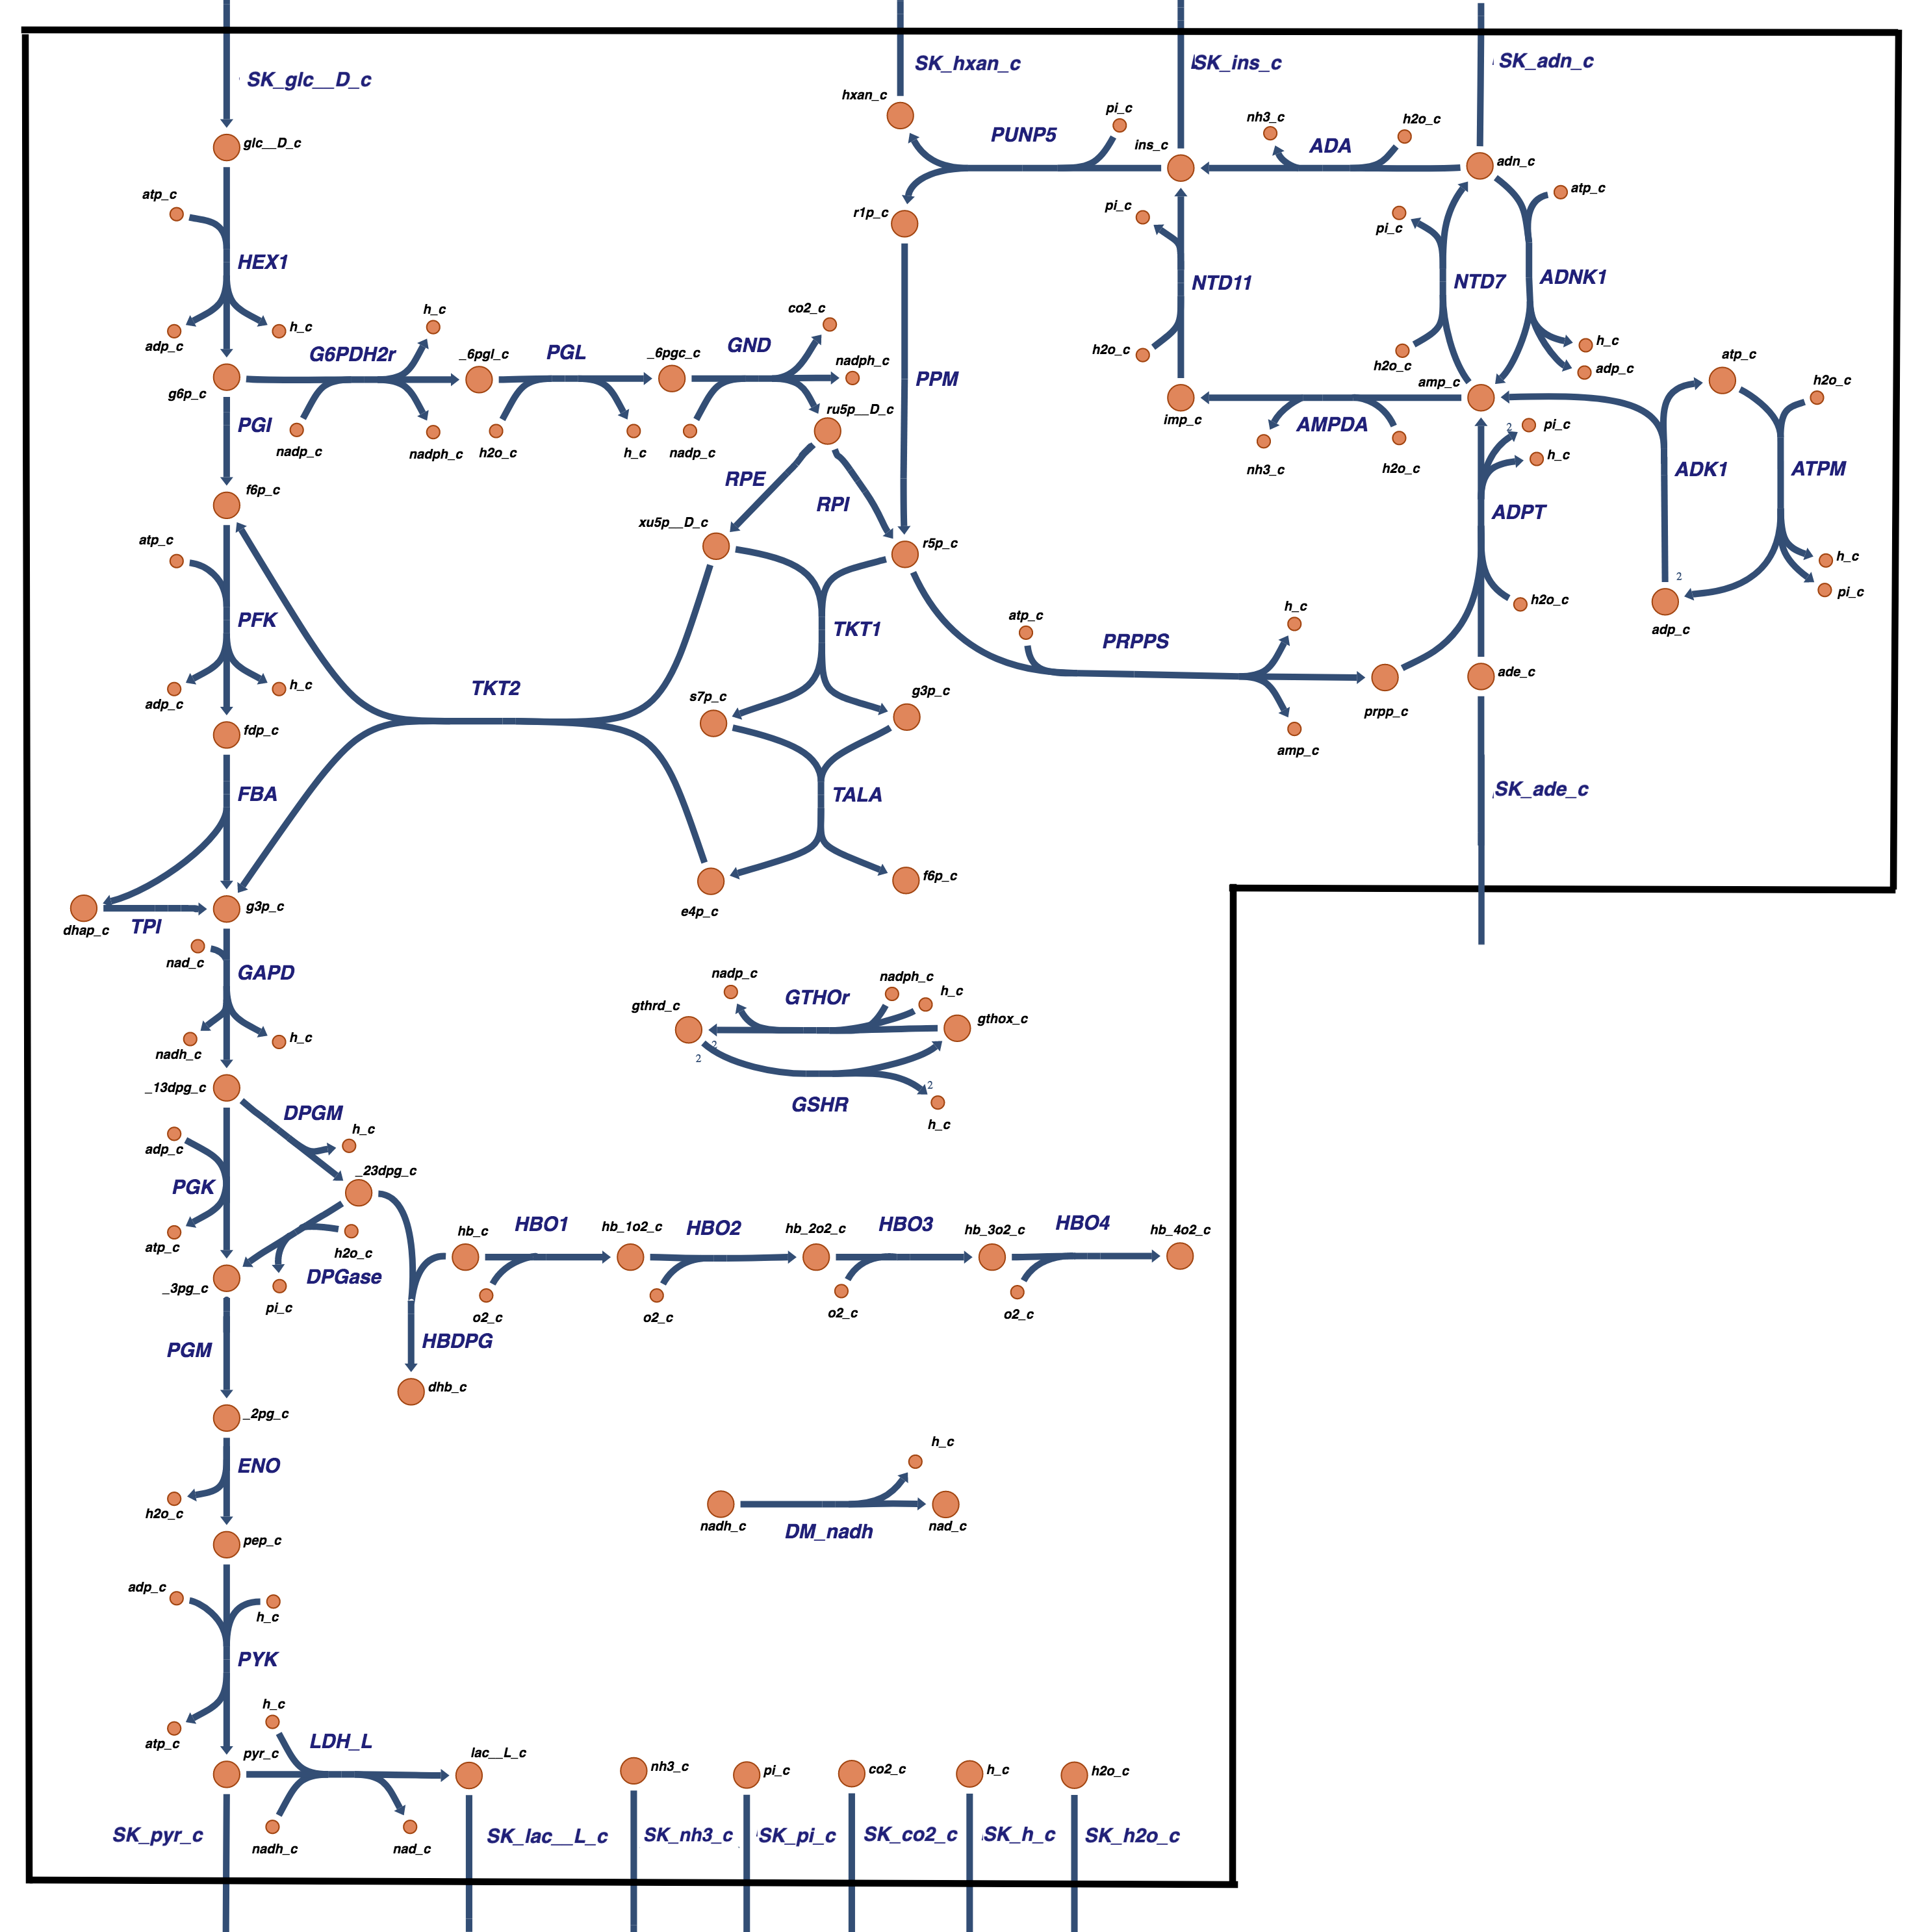 SK_glc__D_c
SK_hxan_c
SK_ins_c
SK_adn_c
glc__D_c
hxan_c
PUNP5
pi_c
ins_c
nh3_c
ADA
h2o_c
adn_c
atp_c
HEX1
adp_c
h_c
r1p_c
pi_c
NTD11
h2o_c
pi_c
NTD7
h2o_c
atp_c
ADNK1
h_c
adp_c
g6p_c
G6PDH2r
h_c
nadp_c
nadph_c
_6pgl_c
PGL
h2o_c
h_c
_6pgc_c
GND
co2_c
nadph_c
nadp_c
ru5p__D_c
PPM
imp_c
AMPDA
nh3_c
h2o_c
amp_c
atp_c
h2o_c
PGI
2
pi_c
h_c
ADPT
h2o_c
ADK1
ATPM
h_c
pi_c
2
adp_c
f6p_c
RPE
RPI
xu5p__D_c
r5p_c
atp_c
PFK
adp_c
h_c
TKT1
TKT2
atp_c
PRPPS
h_c
amp_c
prpp_c
ade_c
s7p_c
g3p_c
fdp_c
FBA
TALA
SK_ade_c
e4p_c
f6p_c
dhap_c
TPI
g3p_c
nad_c
GAPD
nadh_c
h_c
nadp_c
GTHOr
nadph_c
h_c
gthrd_c
gthox_c
2
2
2
GSHR
h_c
_13dpg_c
DPGM
h_c
adp_c
PGK
atp_c
_23dpg_c
h2o_c
DPGase
pi_c
_3pg_c
hb_c
HBO1
o2_c
hb_1o2_c
HBO2
o2_c
hb_2o2_c
HBO3
o2_c
hb_3o2_c
HBO4
o2_c
hb_4o2_c
HBDPG
dhb_c
PGM
_2pg_c
ENO
h2o_c
h_c
nadh_c
DM_nadh
nad_c
pep_c
adp_c
h_c
PYK
atp_c
h_c
pyr_c
LDH_L
lac__L_c
nadh_c
nad_c
nh3_c
pi_c
co2_c
h_c
h2o_c
SK_pyr_c
SK_lac__L_c
SK_nh3_c
SK_pi_c
SK_co2_c
SK_h_c
SK_h2o_c